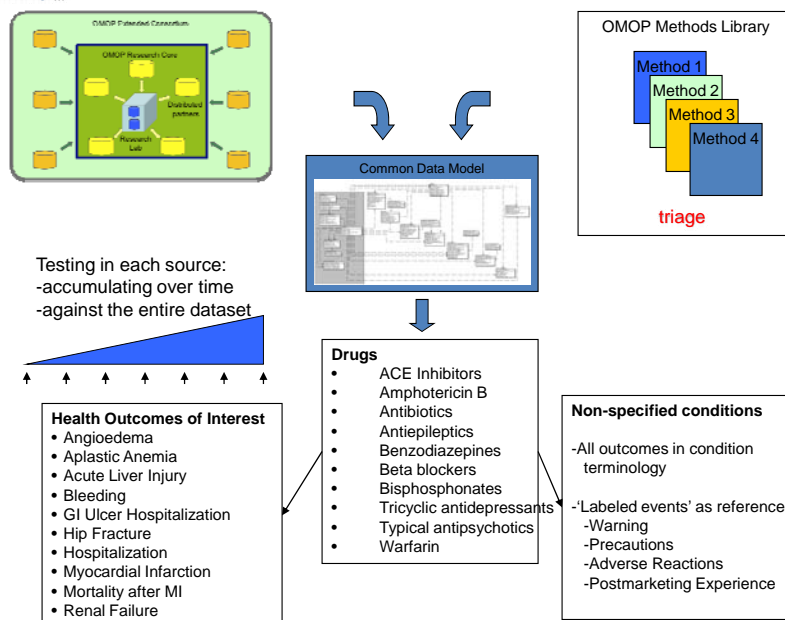 OMOP Extended Consortium
OMOP Research Core
Distributed
partners
Research
Lab
OMOP Methods Library
Method 1
Method 2
Method 3
Method 4
triage
Common Data Model
Testing in each source:
-accumulating over time
-against the entire dataset
Drugs
• ACE Inhibitors
• Amphotericin B
• Antibiotics
• Antiepileptics
• Benzodiazepines
• Beta blockers
• Bisphosphonates
• Tricyclic antidepressants
• Typical antipsychotics
• Warfarin
Health Outcomes of Interest
• Angioedema
• Aplastic Anemia
• Acute Liver Injury
• Bleeding
• GI Ulcer Hospitalization
• Hip Fracture
• Hospitalization
• Myocardial Infarction
• Mortality after MI
• Renal Failure
Non-specified conditions
-All outcomes in condition
terminology
-‘Labeled events’ as reference
-Warning
-Precautions
-Adverse Reactions
-Postmarketing Experience